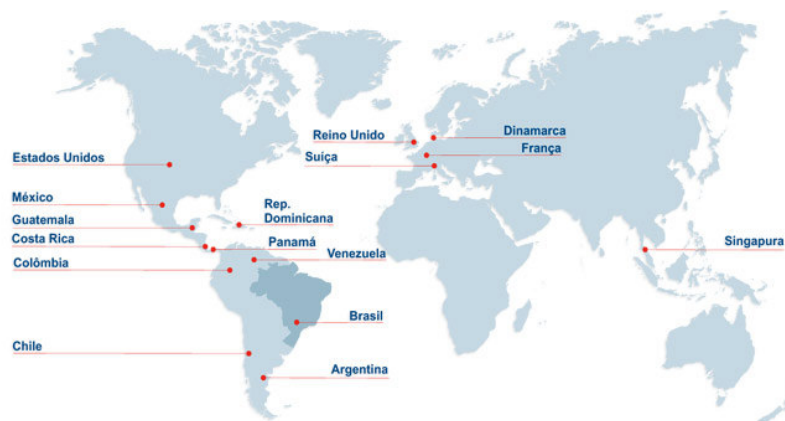 Reino Unido
Dinamarca
França
Suíça
Estados Unidos
México
Rep.
Dominicana
Guatemala
Costa Rica
Panamá
Singapura
Venezuela
Colômbia
Brasil
Chile
Argentina